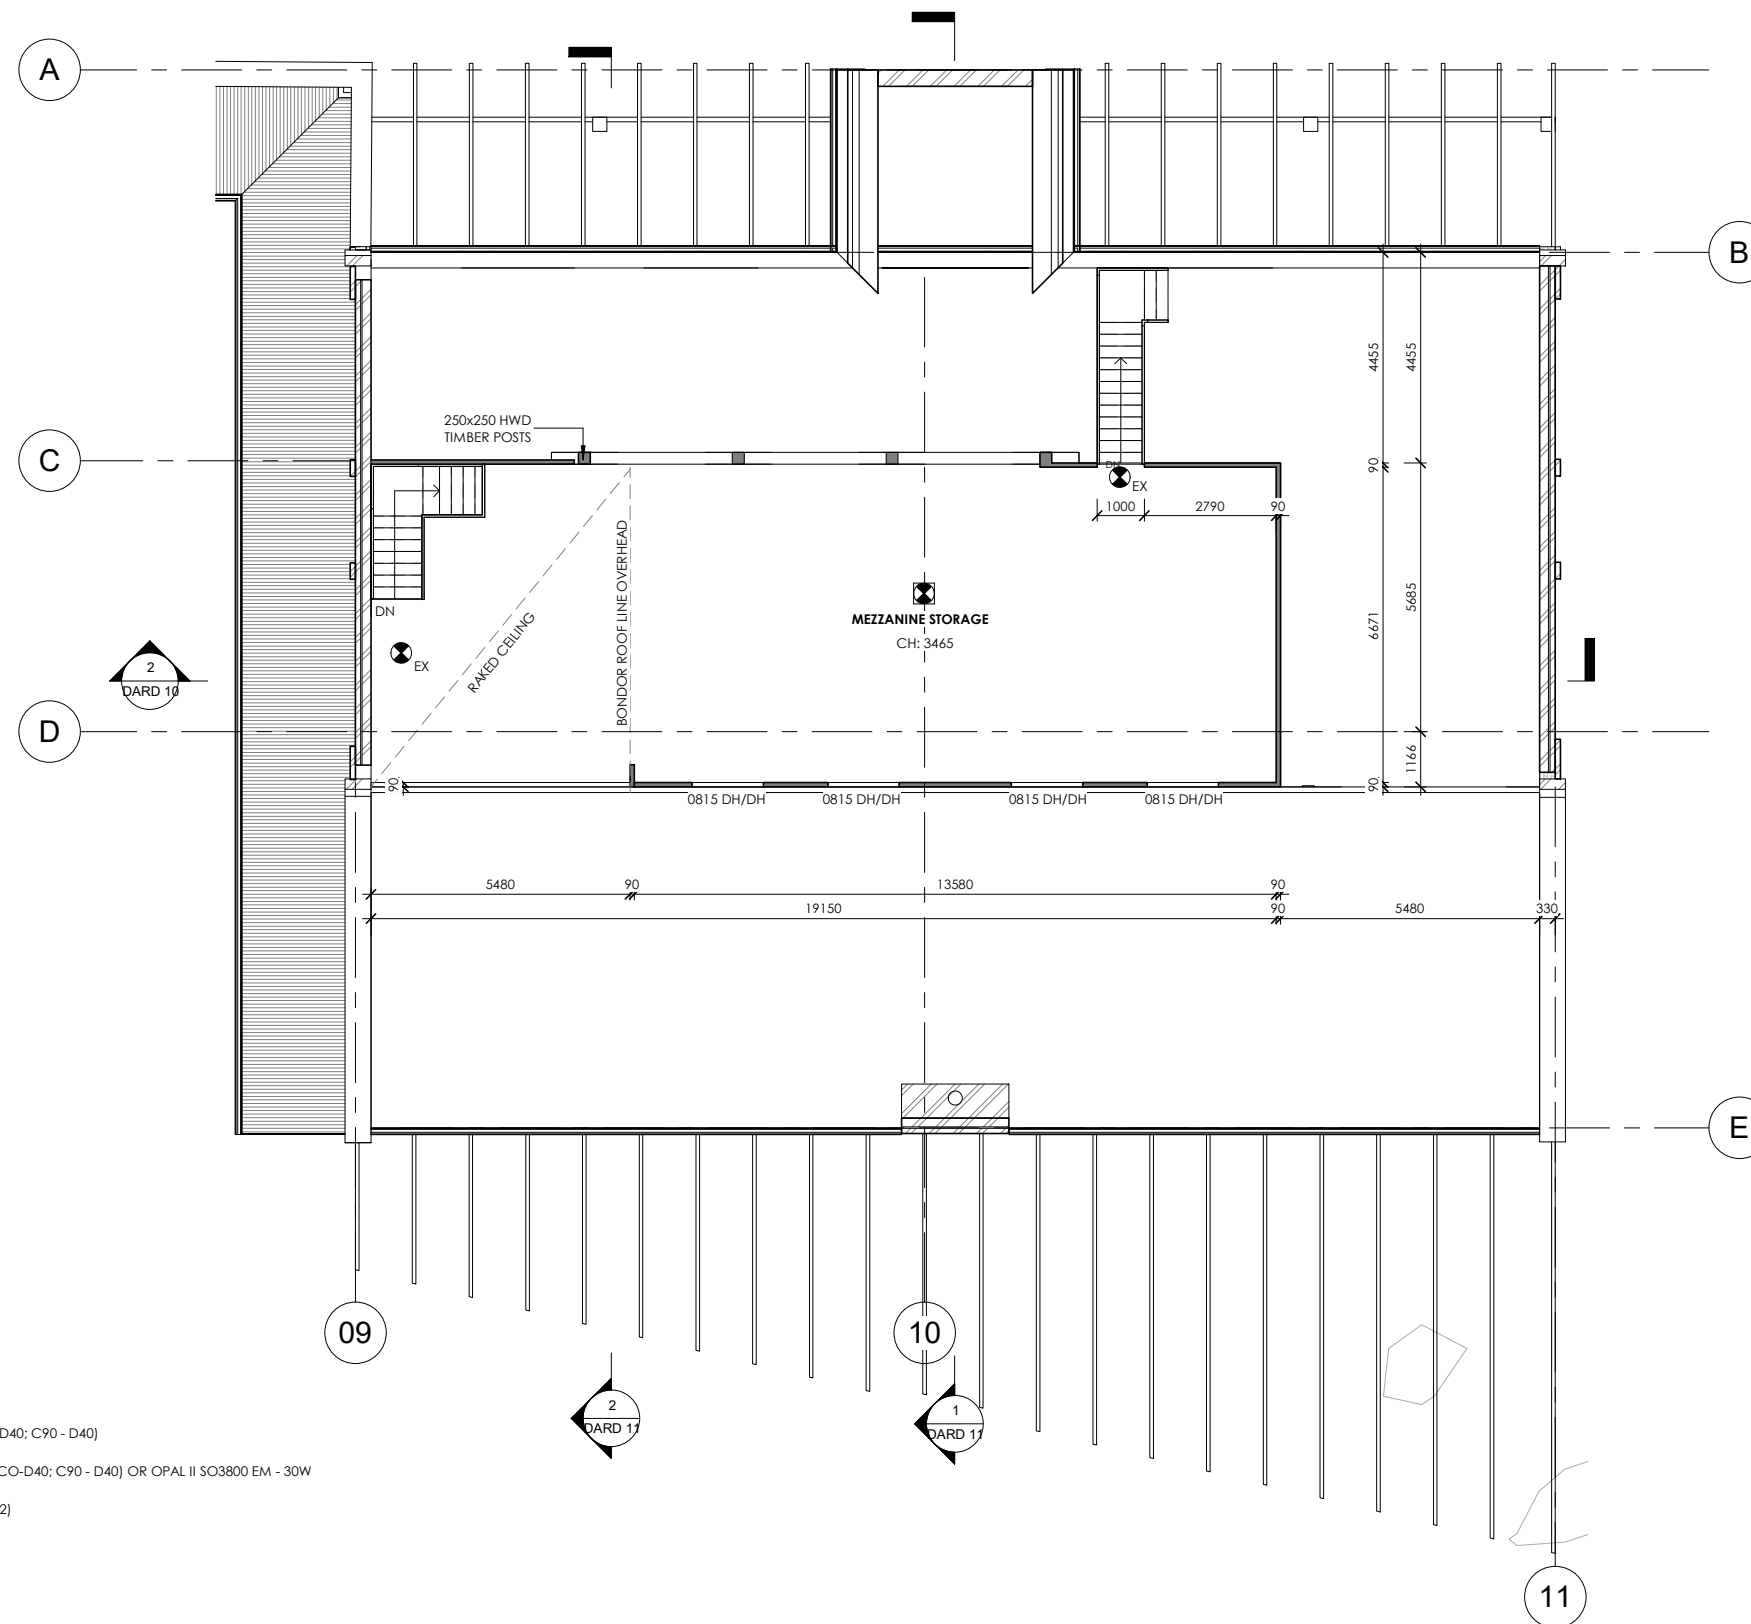 A
B
4455
4455
250x250 HWD
TIMBER POSTS
C
DN
90
EX
1000
2790
90
BONDOR ROOF LINE OVERHEAD
RAKED CEILING
5685
6671
DN
MEZZANINE STORAGE
CH: 3465
EX
2
DARD 10
D
1166
90
90
0815 DH/DH
0815 DH/DH
0815 DH/DH
0815 DH/DH
5480
90
13580
90
19150
90
5480
330
E
09
10
2
DARD 11
1
DARD 11
D40; C90 - D40)
CO-D40; C90 - D40) OR OPAL II SO3800 EM - 30W
2)
11